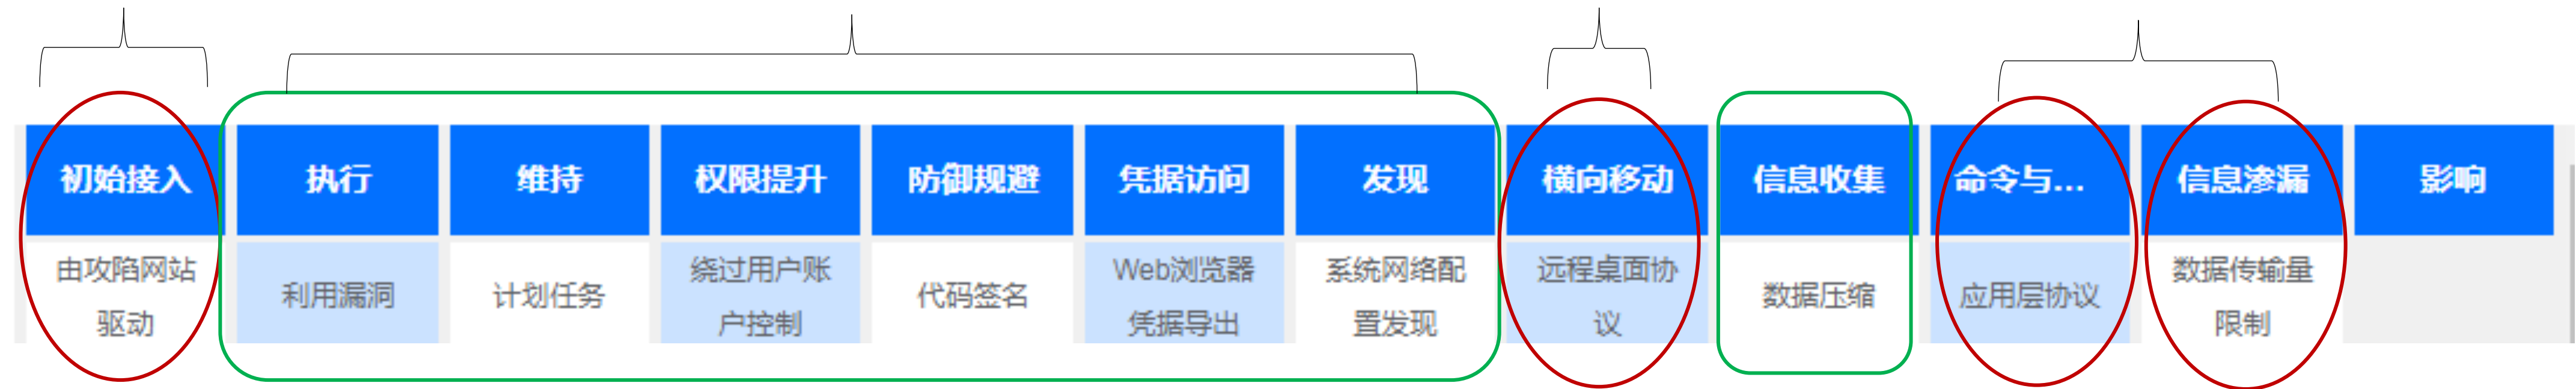 初始接入
执行
维持
权限提升
防御规避
凭据访问
发现
横向移动
信息收集
命令与...
信息渗漏
影响
由攻陷网站
驱动
利用漏洞
计划任务
绕过用户账
户控制
代码签名
Web浏览器
凭据导出
系统网络配
置发现
远程桌面协
议
数据压缩
应用层协议
数据传输量
限制